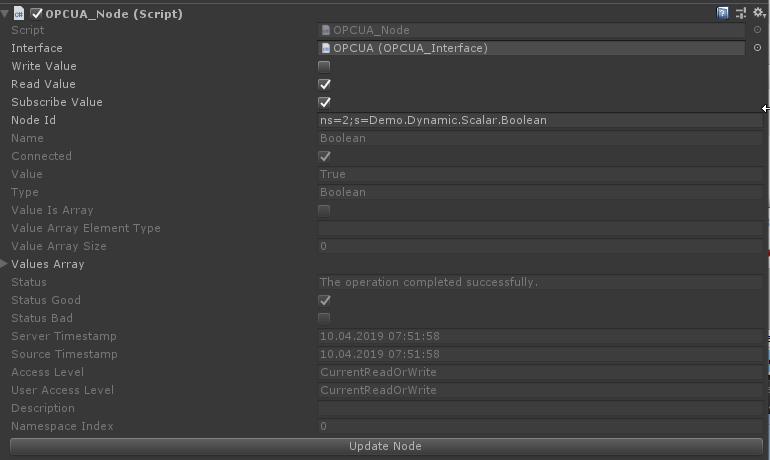 OPCUA_Node (Script)
Script OPCUA_Node
Interface OPCUA (OPCUA_Interface)
Write Value
Read Value
Subscribe Value
Node Id ns=2;s=Demo.Dynamic.Scalar.Boolean
Name Boolean
Connected
Value True
Type Boolean
Value Is Array
Value Array Element Type
Value Array Size 0
Values Array
Status The operation completed successfully.
Status Good
Status Bad
Server Timestamp 10.04.2019 07:51:58
Source Timestamp 10.04.2019 07:51:58
Access Level CurrentReadOrWrite
User Access Level CurrentReadOrWrite
Description
Namespace Index 0
Update Node